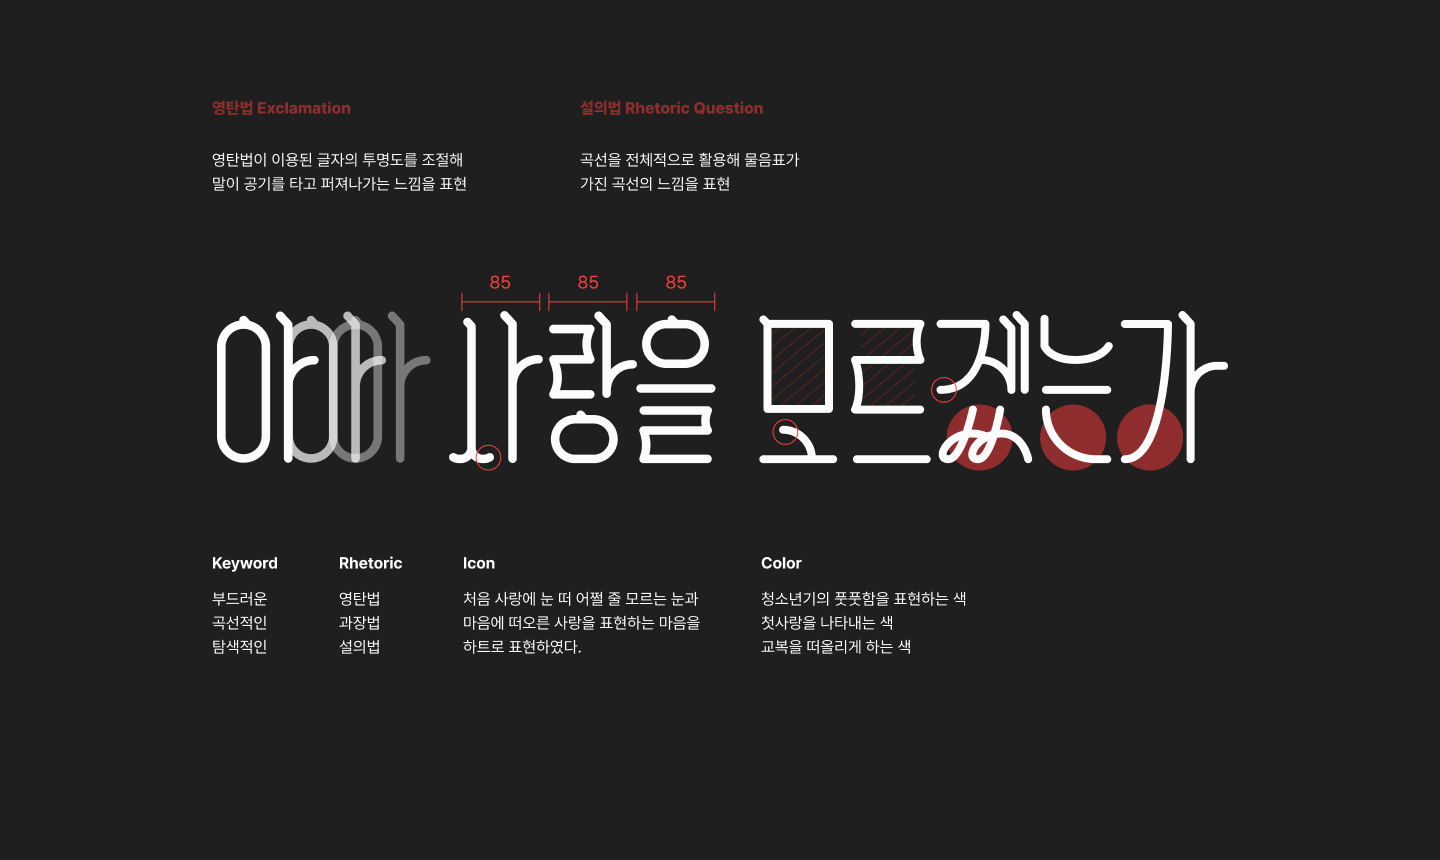 영탄법 Exclamation
영탄법이 이용된 글자의 투명도를 조절해
말이 공기를 타고 퍼져나가는 느낌을 표현
설의법 Rhetoric Question
곡선을 전체적으로 활용해 물음표가
가진 곡선의 느낌을 표현
85 85 85
아아아 사랑을 모르겠는가
Keyword
부드러운
곡선적인
탐색적인
Rhetoric
영탄법
과장법
설의법
Icon
처음 사랑에 눈 떠 어쩔 줄 모르는 눈과
마음에 떠오른 사랑을 표현하는 마음을
하트로 표현하였다.
Color
청소년기의 풋풋함을 표현하는 색
첫사랑을 나타내는 색
교복을 떠올리게 하는 색